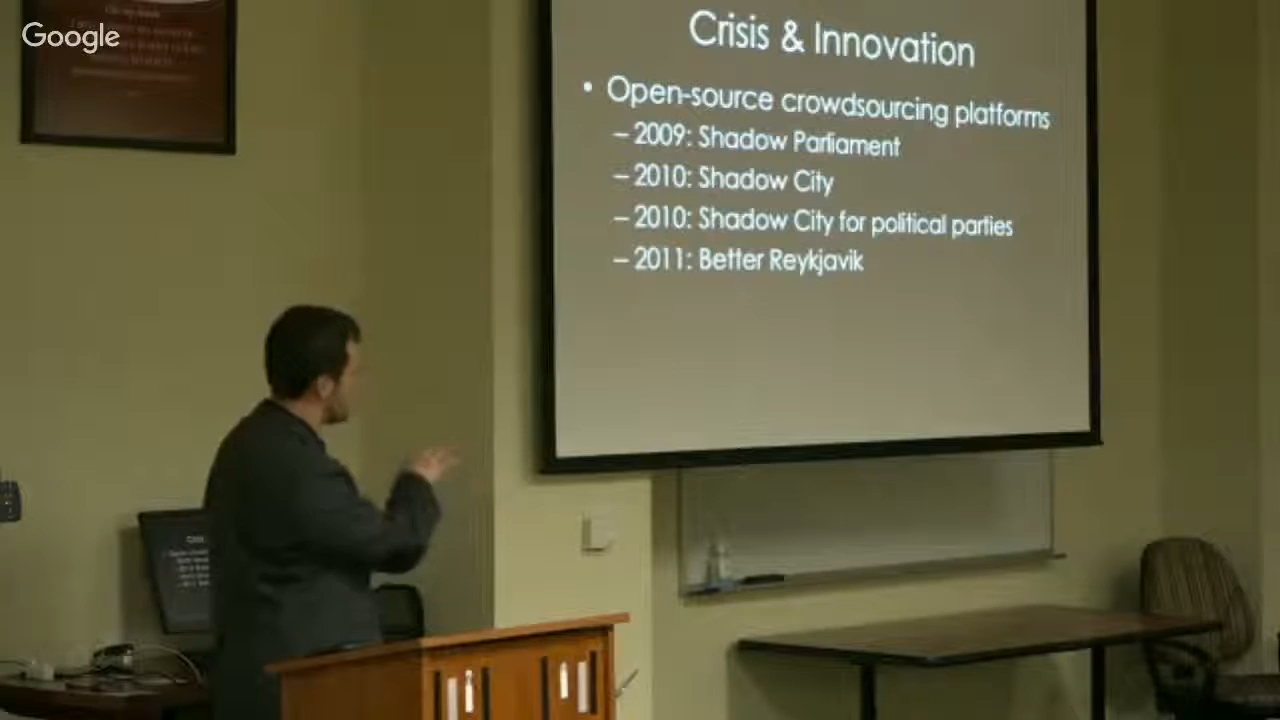 Google
Crisis & Innovation
• Open-source crowdsourcing platforms
– 2009: Shadow Parliament
– 2010: Shadow City
– 2010: Shadow City for political parties
– 2011: Better Reykjavik